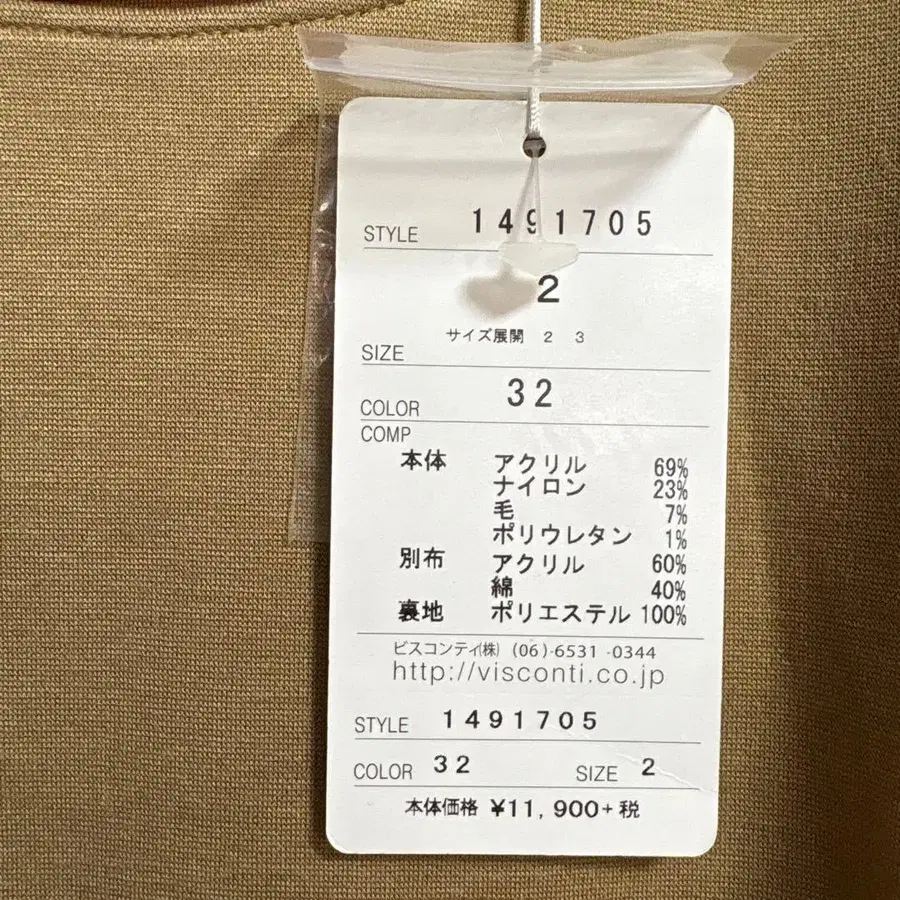 STYLE 1491705
2
サイズ展開 2 3
SIZE
COLOR 32
COMP
本体 アクリル 69%
ナイロン 23%
毛 7%
ポリウレタン 1%
別布 アクリル 60%
綿 40%
裏地 ポリエステル 100%
ビスコンティ(株) (06)-6531-0344
http://visconti.co.jp
STYLE 1491705
COLOR 32 SIZE 2
本体価格 ¥11,900+税